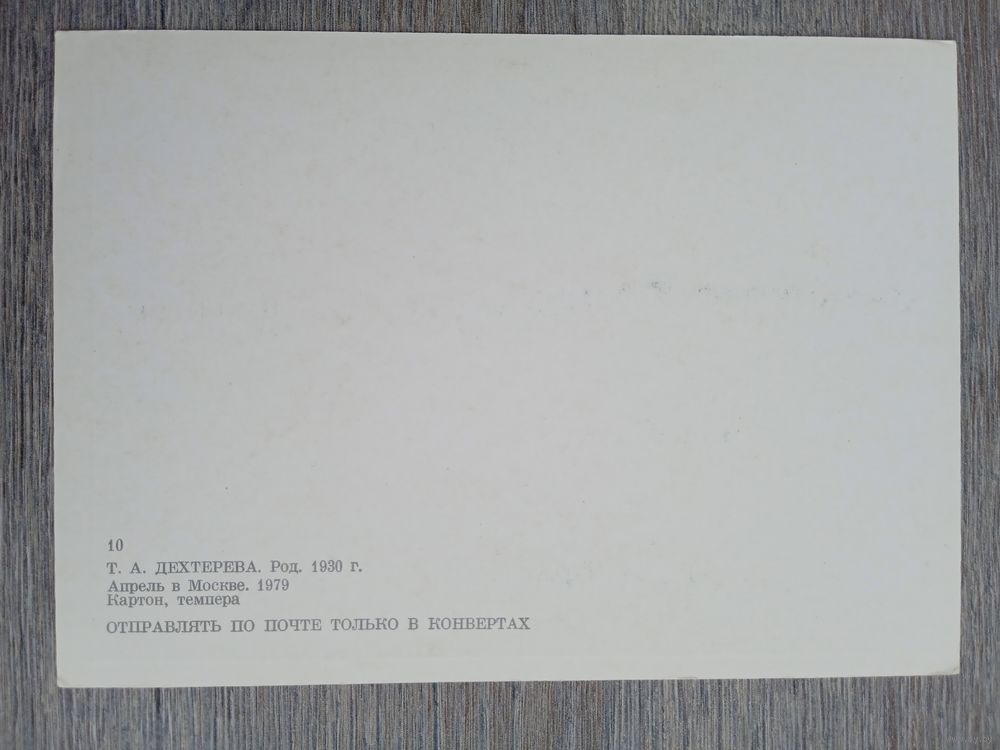 10
Т. А. ДЕХТЕРЕВА. Род. 1930 г.
Апрель в Москве. 1979
Картон, темпера
ОТПРАВЛЯТЬ ПО ПОЧТЕ ТОЛЬКО В КОНВЕРТАХ